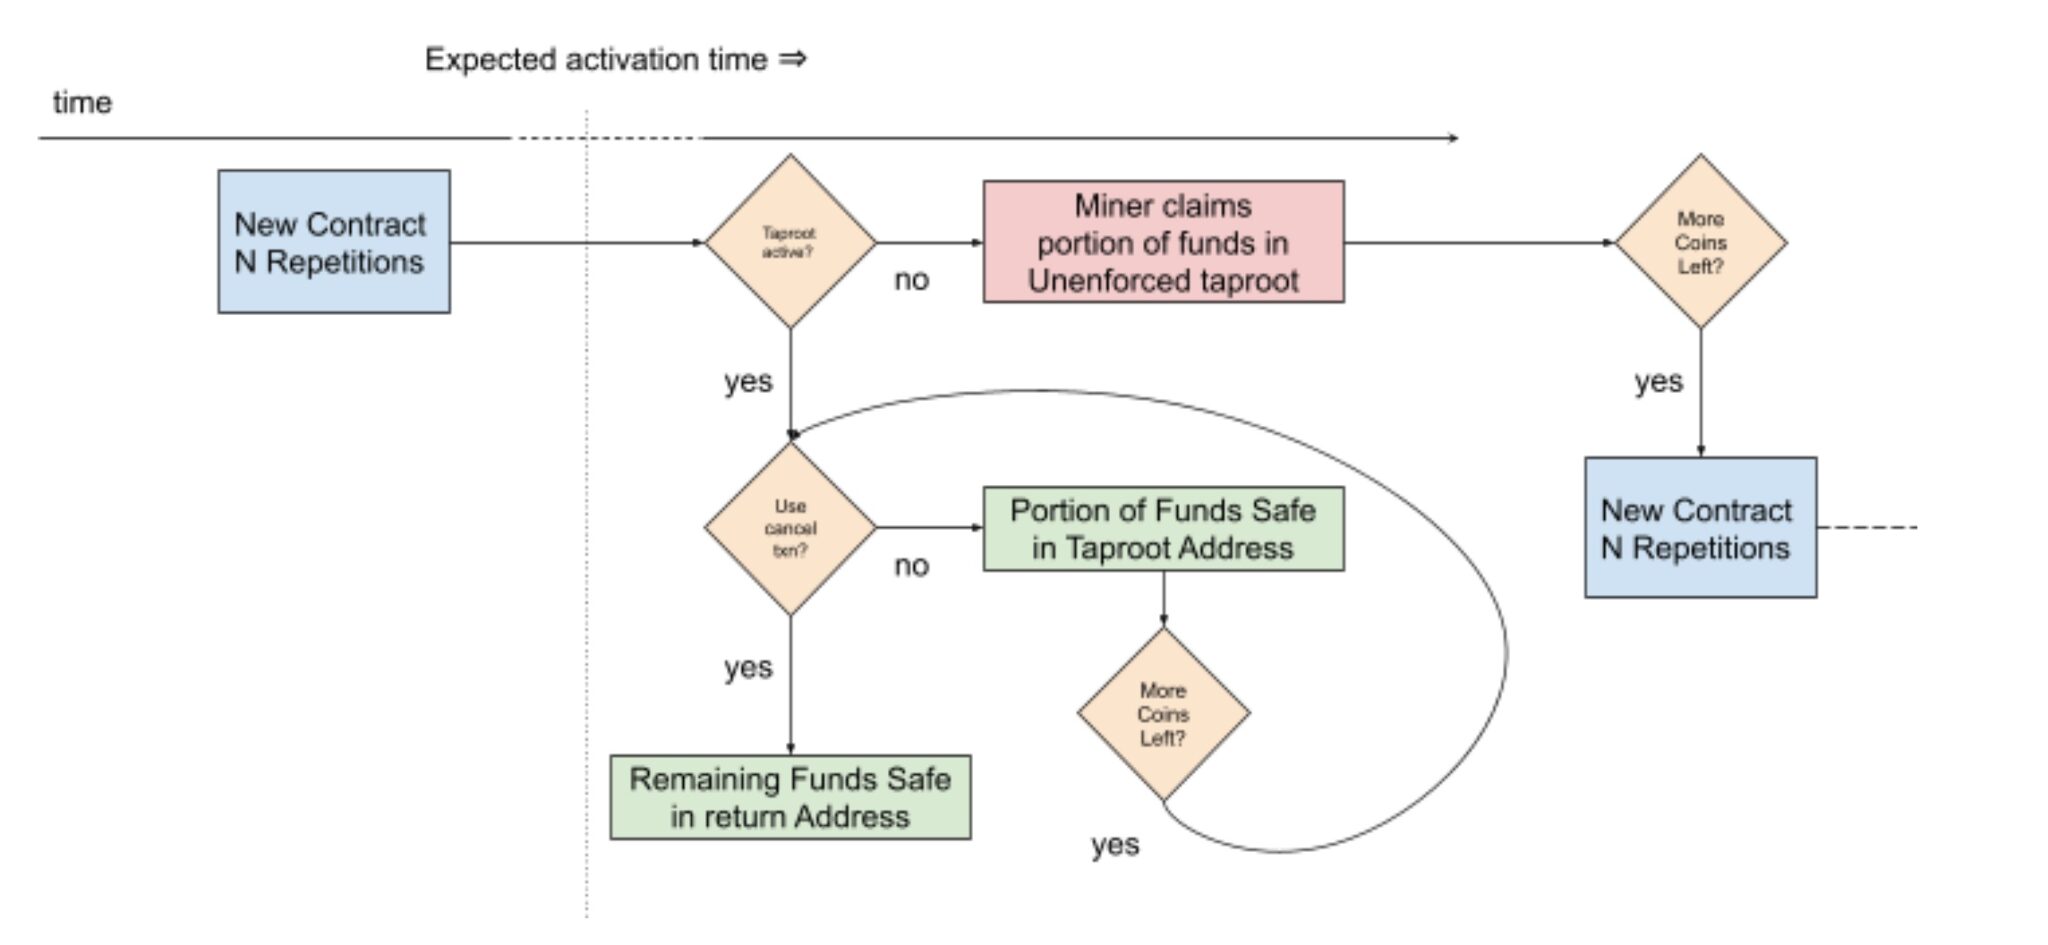 Expected activation time ⇒
time
New Contract
N Repetitions
Taproot
active?
no
Miner claims
portion of funds in
Unenforced taproot
More
Coins
Left?
yes
yes
Use
cancel
txn?
no
Portion of Funds Safe
in Taproot Address
New Contract
N Repetitions
yes
More
Coins
Left?
Remaining Funds Safe
in return Address
yes